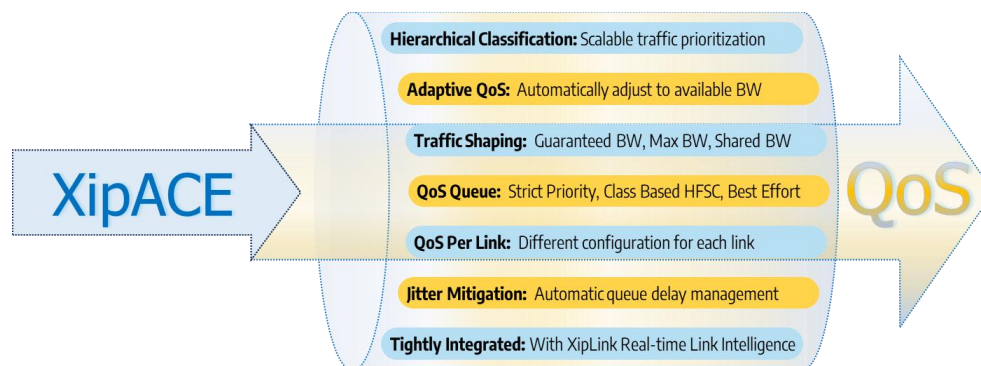 Hierarchical Classification: Scalable traffic prioritization
Adaptive QoS: Automatically adjust to available BW
Traffic Shaping: Guaranteed BW, Max BW, Shared BW
XipACE
QoS Queue: Strict Priority, Class Based HFSC, Best Effort
QoS
QoS Per Link: Different configuration for each link
Jitter Mitigation: Automatic queue delay management
Tightly Integrated: With XipLink Real-time Link Intelligence